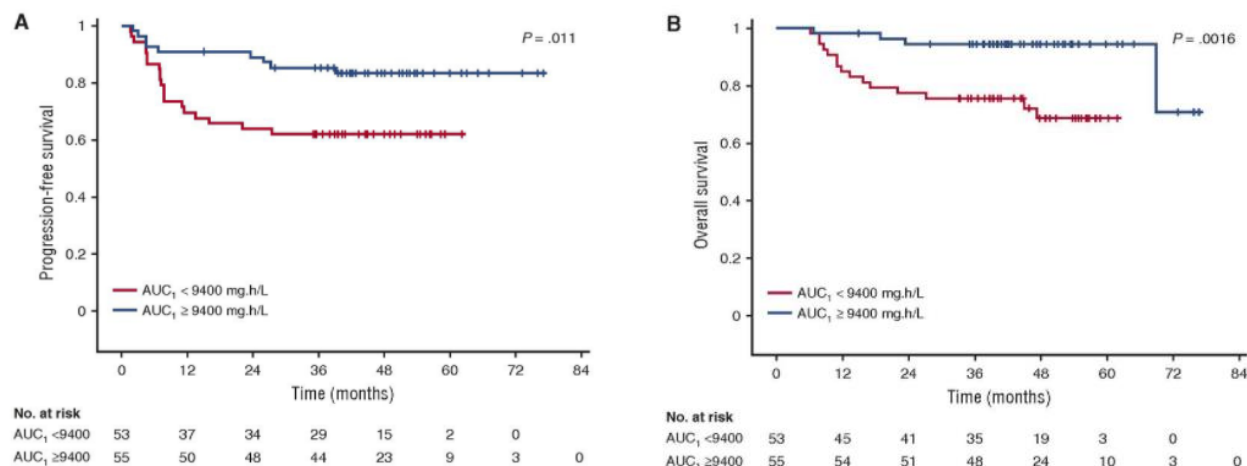 A
P = .011
1
0.8
0.6
0.4
0.2
0
Progression-free survival
AUC₁ < 9400 mg.h/L
AUC₁ ≥ 9400 mg.h/L
0 12 24 36 48 60 72 84
Time (months)
No. at risk
AUC₁ <9400 53 37 34 29 15 2 0
AUC₁ ≥9400 55 50 48 44 23 9 3 0
B
P = .0016
1
0.8
0.6
0.4
0.2
0
Overall survival
AUC₁ < 9400 mg.h/L
AUC₁ ≥ 9400 mg.h/L
0 12 24 36 48 60 72 84
Time (months)
No. at risk
AUC₁ <9400 53 45 41 35 19 3 0
AUC₁ ≥9400 55 54 51 48 24 10 3 0